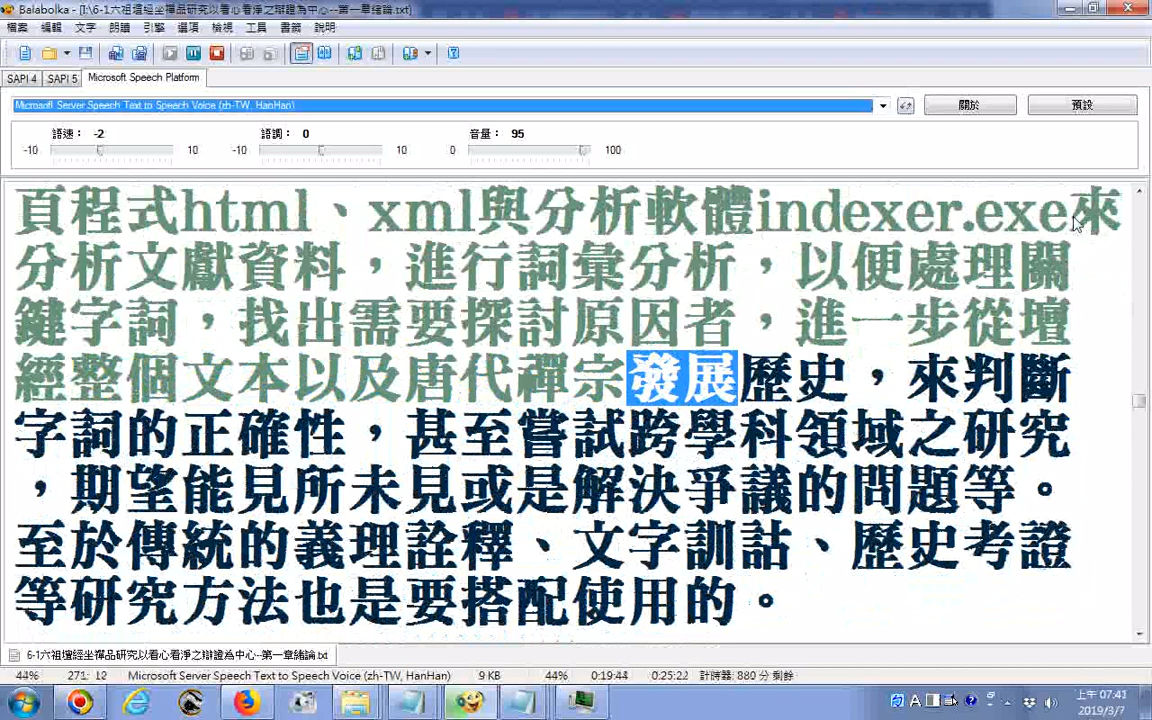 Balabolka - [I:\6-1六祖壇經坐禪品研究以看心看淨之辯證為中心--第一章緒論.txt]
檔案 編輯 文字 朗讀 引擎 選項 檢視 工具 書籤 說明
SAPI 4 SAPI 5 Microsoft Speech Platform
Microsoft Server Speech Text to Speech Voice (zh-TW, HanHan)
關於 預設
語速： -2 語調： 0 音量： 95
-10 10 -10 10 0 100
頁程式html、xml與分析軟體indexer.exe來
分析文獻資料，進行詞彙分析，以便處理關
鍵字詞，找出需要探討原因者，進一步從壇
經整個文本以及唐代禪宗發展歷史，來判斷
字詞的正確性，甚至嘗試跨學科領域之研究
，期望能見所未見或是解決爭議的問題等。
至於傳統的義理詮釋、文字訓詁、歷史考證
等研究方法也是要搭配使用的。
6-1六祖壇經坐禪品研究以看心看淨之辯證為中心--第一章緒論.txt
44% 271: 12 Microsoft Server Speech Text to Speech Voice (zh-TW, HanHan) 9 KB 44% 0:19:44 0:25:22 計時器: 880 分 剩餘
上午 07:41
2019/3/7